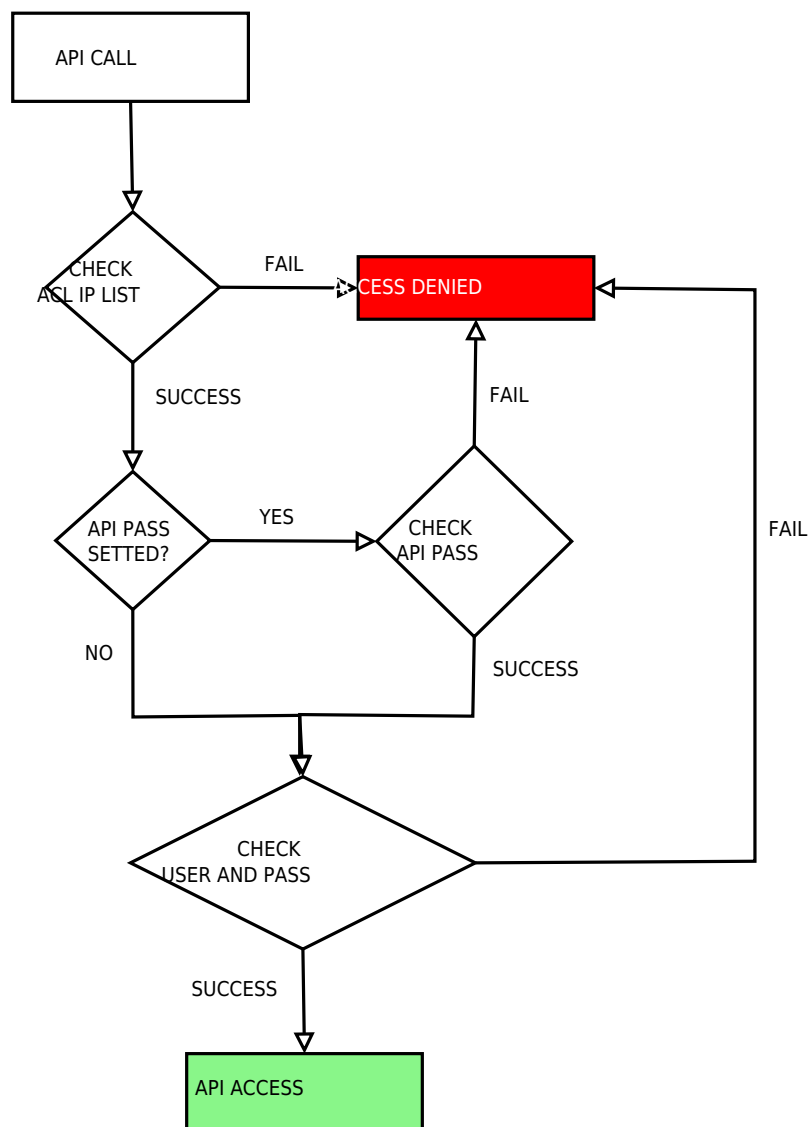 API CALL
CHECK
ACL IP LIST
FAIL
ACCESS DENIED
SUCCESS
FAIL
API PASS
SETTED?
YES
CHECK
API PASS
FAIL
NO
SUCCESS
CHECK
USER AND PASS
SUCCESS
API ACCESS